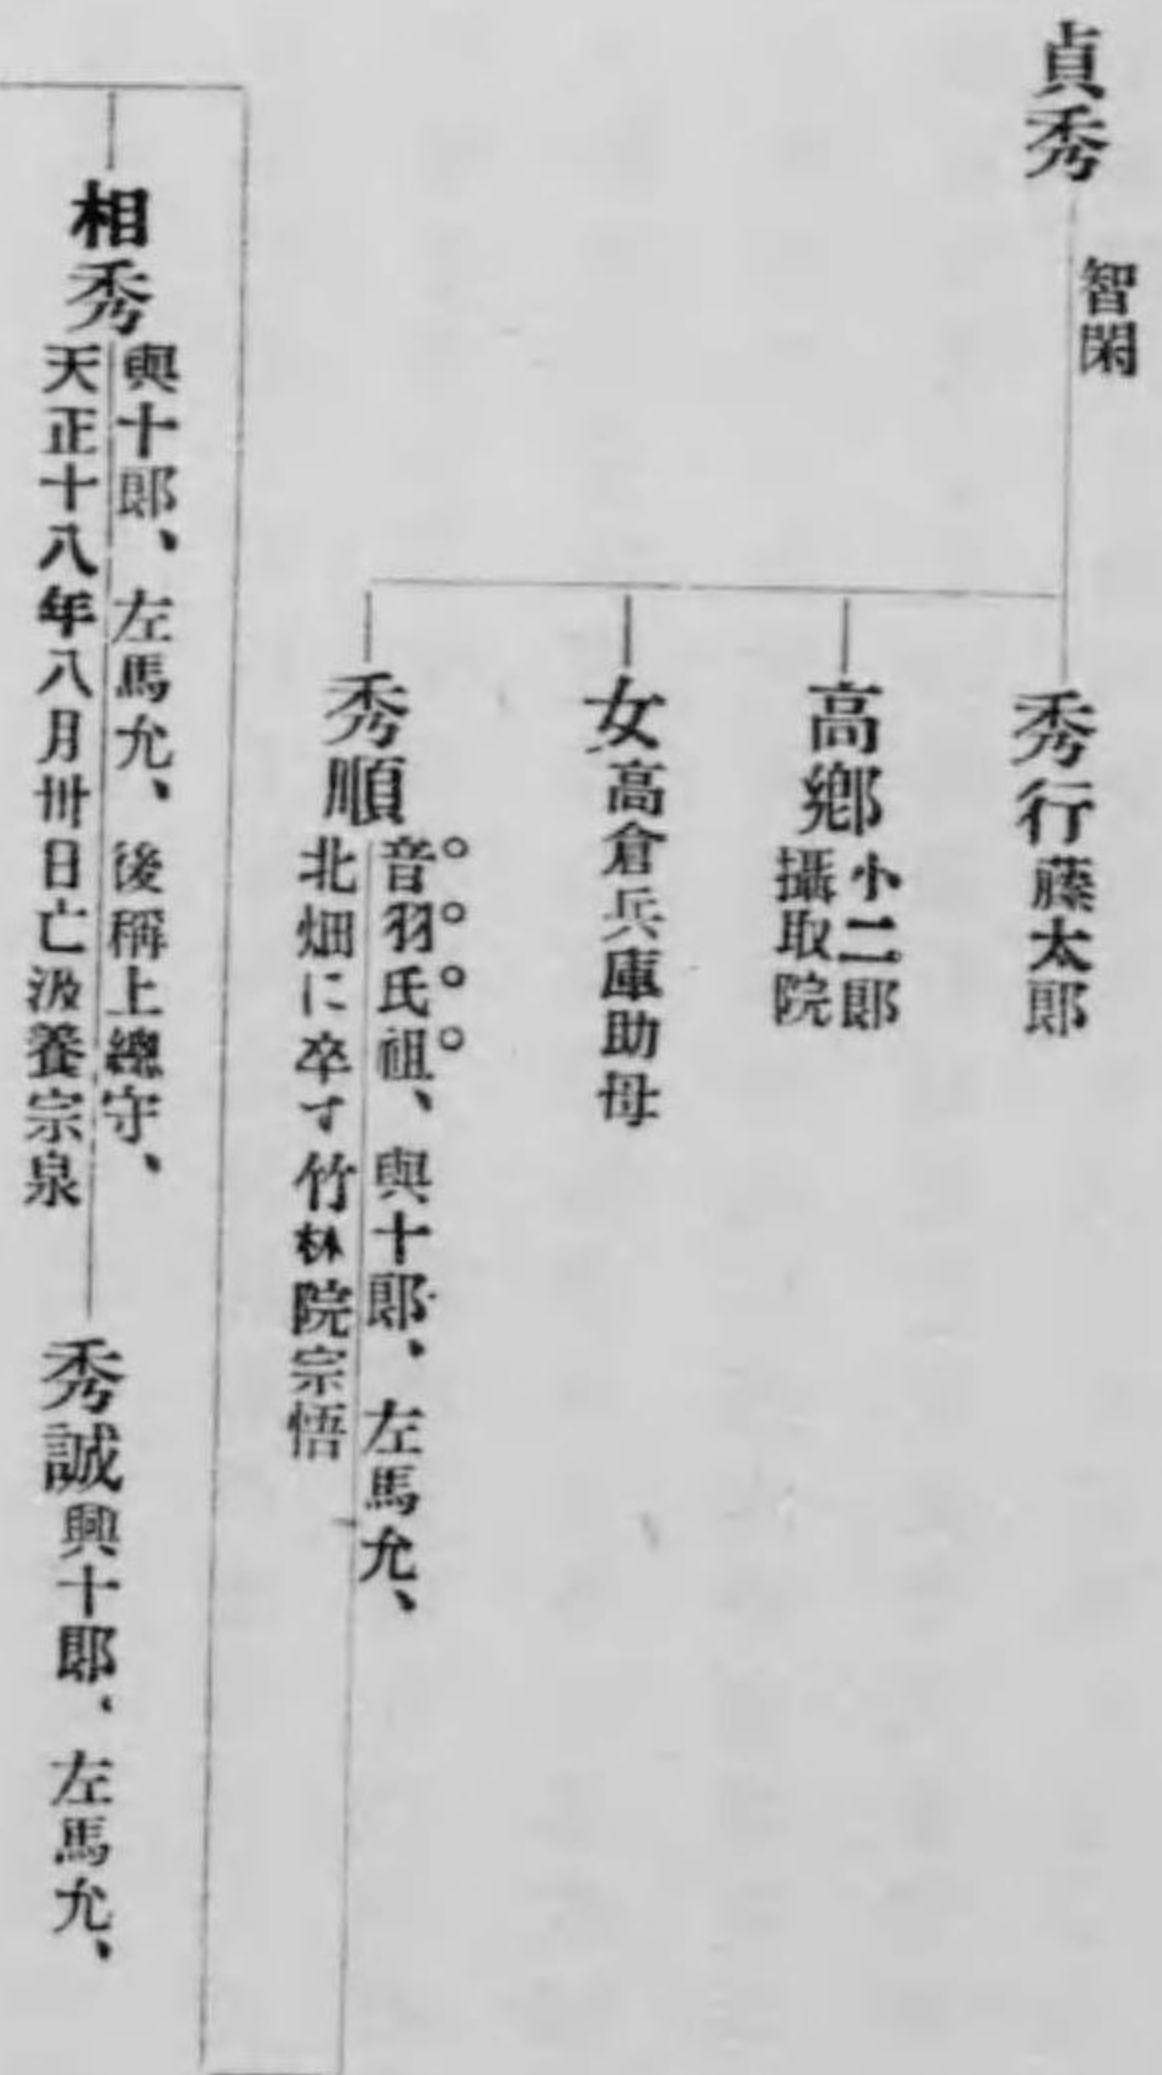 貞秀
智閑
秀行
藤太郎
高鄕
小二郎
攝取院
女
高倉兵庫助母
秀順
音羽氏祖、與十郎、左馬允、
北畑に卒す竹林院宗悟
相秀
與十郎、左馬允、後稱上總守、
天正十八年八月卅日亡汲養宗泉
秀誠
興十郎、左馬允、